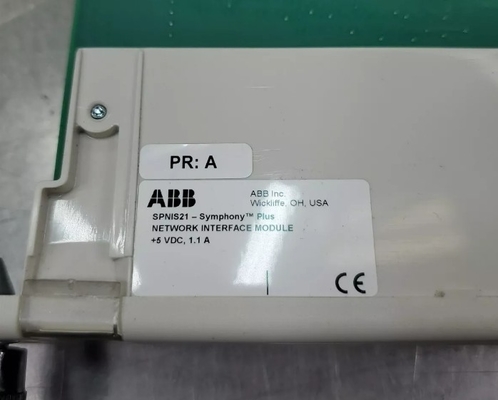 PR: A
ABB
ABB Inc.
Wickliffe, OH, USA
SPNIS21 – Symphony™ Plus
NETWORK INTERFACE MODULE
+5 VDC, 1.1 A
CE